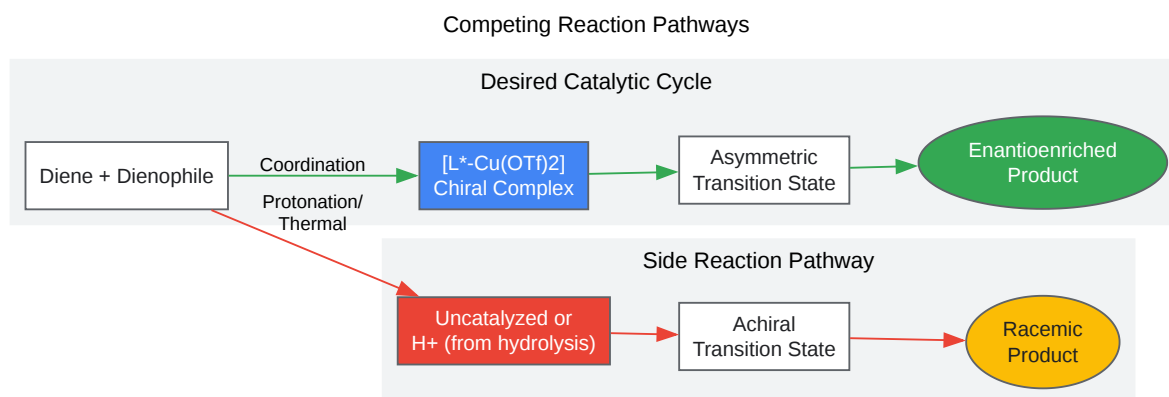 Competing Reaction Pathways
Desired Catalytic Cycle
Diene + Dienophile
Coordination
Protonation/
Thermal
[L*-Cu(OTf)2]
Chiral Complex
Asymmetric
Transition State
Enantioenriched
Product
Side Reaction Pathway
Uncatalyzed or
H+ (from hydrolysis)
Achiral
Transition State
Racemic
Product